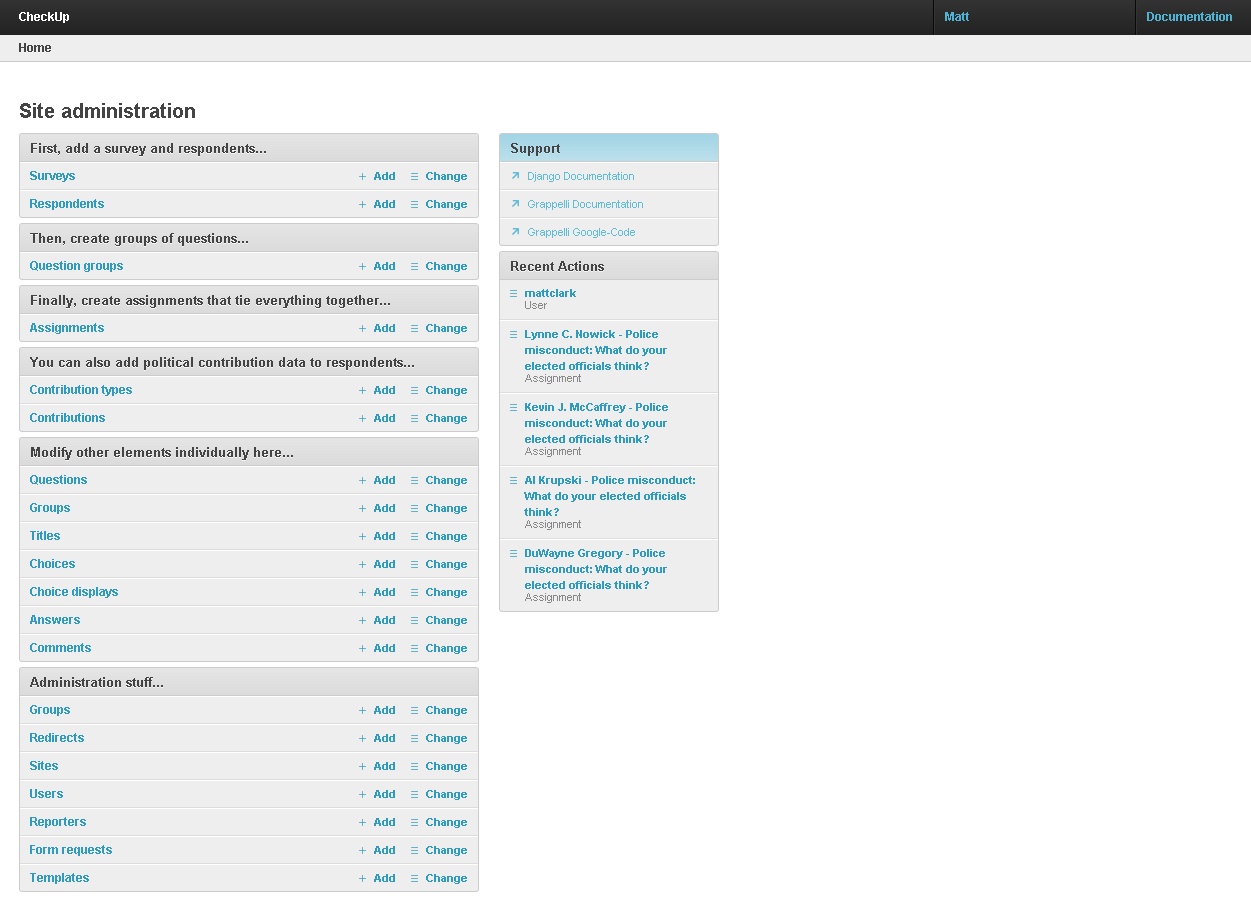 CheckUp
Matt
Documentation
Home
Site administration
First, add a survey and respondents...
Surveys + Add Change
Respondents + Add Change
Then, create groups of questions...
Question groups + Add Change
Finally, create assignments that tie everything together...
Assignments + Add Change
You can also add political contribution data to respondents...
Contribution types + Add Change
Contributions + Add Change
Modify other elements individually here...
Questions + Add Change
Groups + Add Change
Titles + Add Change
Choices + Add Change
Choice displays + Add Change
Answers + Add Change
Comments + Add Change
Administration stuff...
Groups + Add Change
Redirects + Add Change
Sites + Add Change
Users + Add Change
Reporters + Add Change
Form requests + Add Change
Templates + Add Change
Support
Django Documentation
Grappelli Documentation
Grappelli Google-Code
Recent Actions
mattclark
User
Lynne C. Nowick - Police
misconduct: What do your
elected officials think?
Assignment
Kevin J. McCaffrey - Police
misconduct: What do your
elected officials think?
Assignment
Al Krupski - Police misconduct:
What do your elected officials
think?
Assignment
DuWayne Gregory - Police
misconduct: What do your
elected officials think?
Assignment